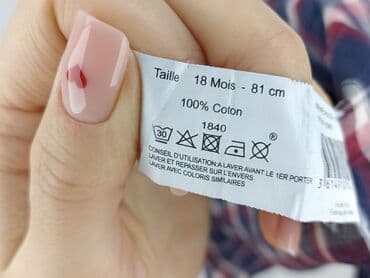 Taille 18 Mois - 81 cm
100% Coton
1840
30
®
CONSEIL D'UTILISATION:A LAVER AVANT LE 1ER PORTER
LAVER ET REPASSER SUR L'ENVERS
LAVER AVEC COLORIS SIMILAIRES